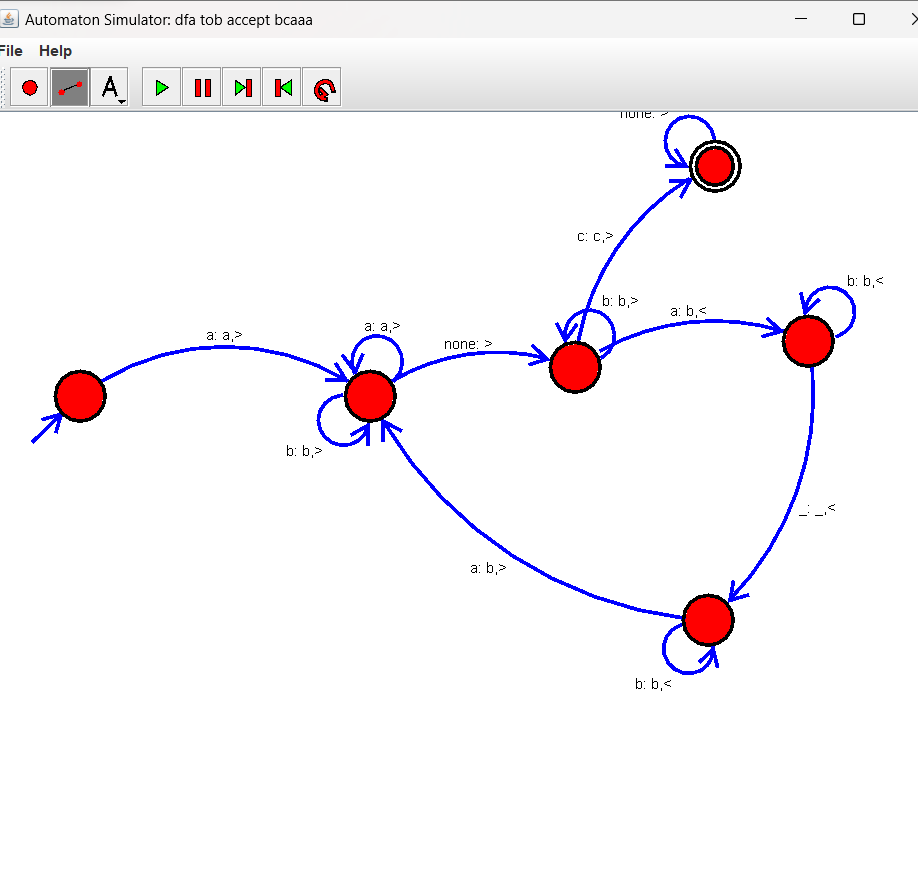 Automaton Simulator: dfa tob accept bcaaa
File Help
A
none: >
c: c,>
b: b,<
b: b,>
a: b,<
a: a,>
a: a,>
none: >
b: b,>
_: _,<
a: b,>
b: b,<